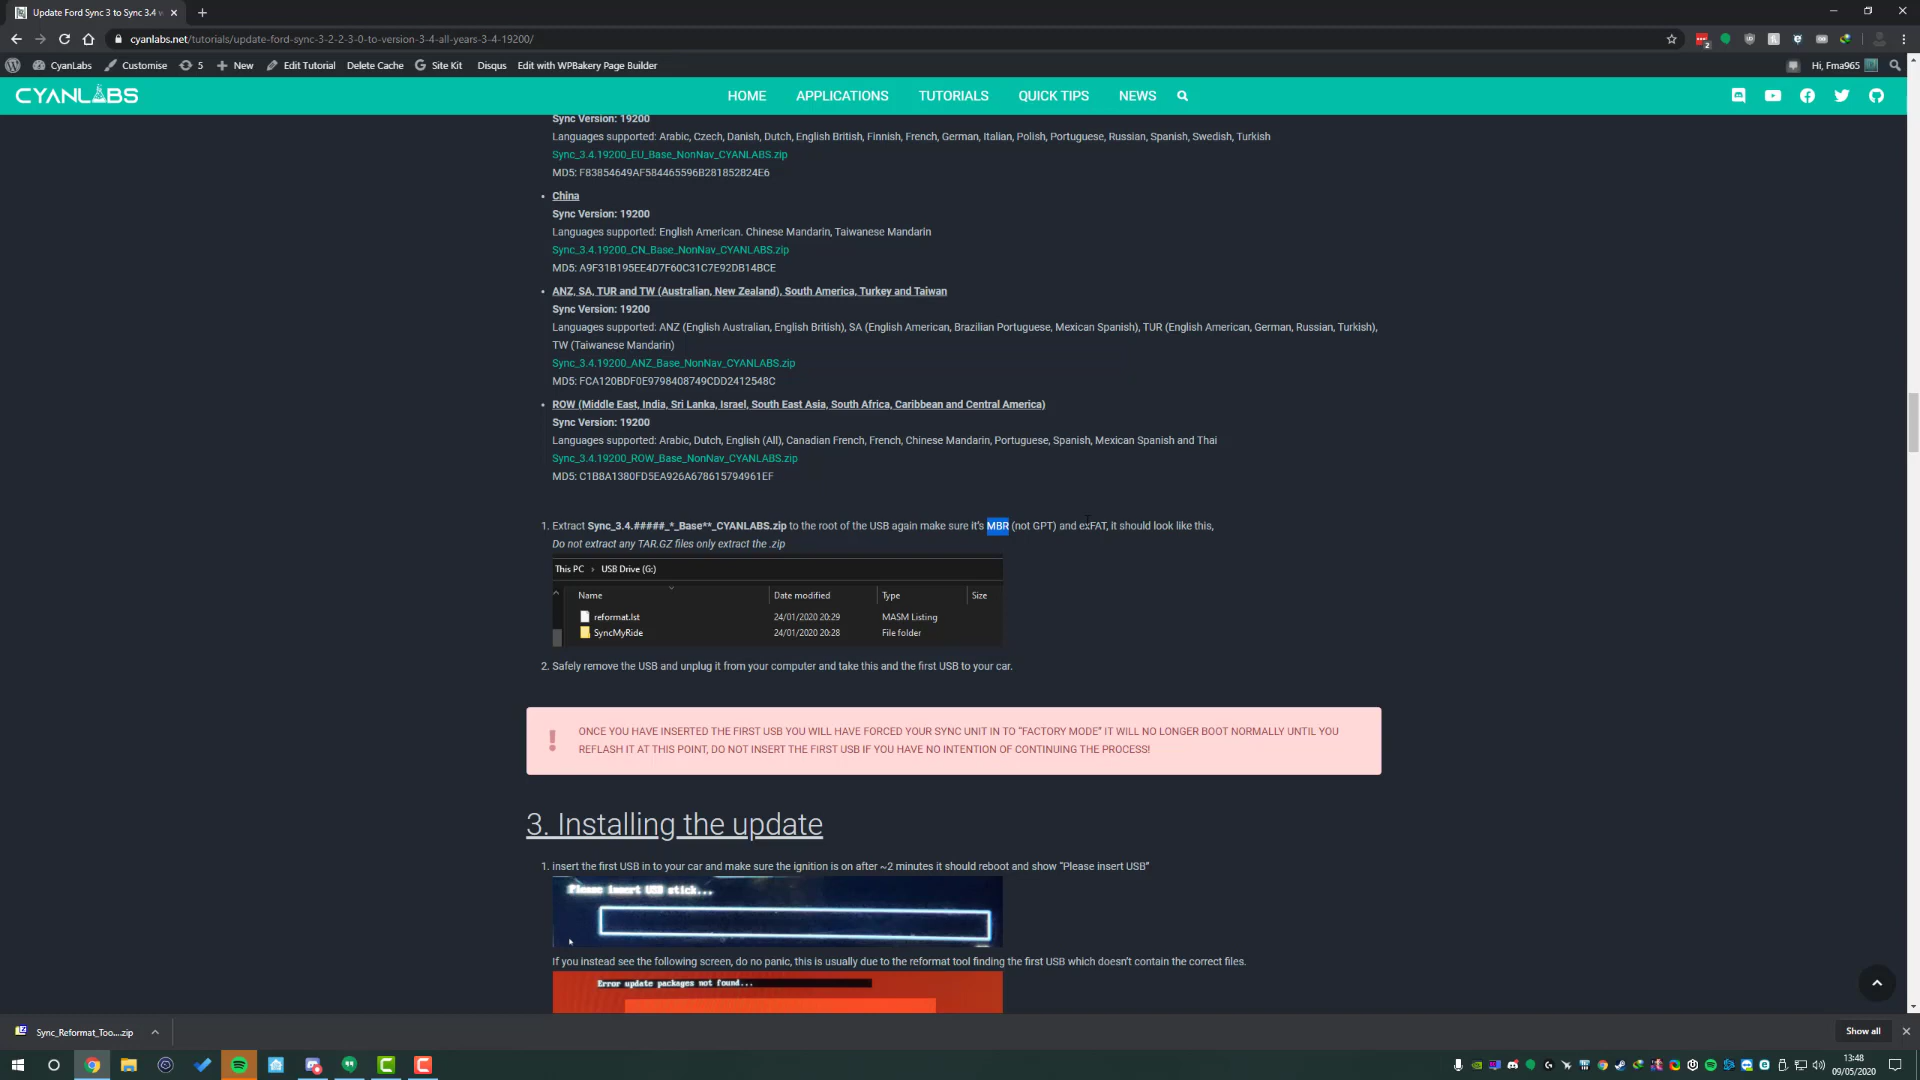 Update Ford Sync 3 to Sync 3.4 v
cyanlabs.net/tutorials/update-ford-sync-3-2-2-3-0-to-version-3-4-all-years-3-4-19200/
CyanLabs Customise 5 New Edit Tutorial Delete Cache Site Kit Disqus Edit with WPBakery Page Builder Hi, Fma965
CYANLABS HOME APPLICATIONS TUTORIALS QUICK TIPS NEWS
Sync Version: 19200
Languages supported: Arabic, Czech, Danish, Dutch, English British, Finnish, French, German, Italian, Polish, Portuguese, Russian, Spanish, Swedish, Turkish
Sync_3.4.19200_EU_Base_NonNav_CYANLABS.zip
MD5: F83854649AF584465596B281852824E6
• China
Sync Version: 19200
Languages supported: English American. Chinese Mandarin, Taiwanese Mandarin
Sync_3.4.19200_CN_Base_NonNav_CYANLABS.zip
MD5: A9F31B195EE4D7F60C31C7E92DB14BCE
• ANZ, SA, TUR and TW (Australian, New Zealand), South America, Turkey and Taiwan
Sync Version: 19200
Languages supported: ANZ (English Australian, English British), SA (English American, Brazilian Portuguese, Mexican Spanish), TUR (English American, German, Russian, Turkish),
TW (Taiwanese Mandarin)
Sync_3.4.19200_ANZ_Base_NonNav_CYANLABS.zip
MD5: FCA120BDF0E9798408749CDD2412548C
• ROW (Middle East, India, Sri Lanka, Israel, South East Asia, South Africa, Caribbean and Central America)
Sync Version: 19200
Languages supported: Arabic, Dutch, English (All), Canadian French, French, Chinese Mandarin, Portuguese, Spanish, Mexican Spanish and Thai
Sync_3.4.19200_ROW_Base_NonNav_CYANLABS.zip
MD5: C1B8A1380FD5EA926A678615794961EF
1. Extract Sync_3.4.#####_*_Base**_CYANLABS.zip to the root of the USB again make sure it's MBR (not GPT) and exFAT, it should look like this,
Do not extract any TAR.GZ files only extract the .zip
This PC > USB Drive (G:)
Name Date modified Type Size
reformat.lst 24/01/2020 20:29 MASM Listing
SyncMyRide 24/01/2020 20:28 File folder
2. Safely remove the USB and unplug it from your computer and take this and the first USB to your car.
ONCE YOU HAVE INSERTED THE FIRST USB YOU WILL HAVE FORCED YOUR SYNC UNIT IN TO "FACTORY MODE" IT WILL NO LONGER BOOT NORMALLY UNTIL YOU
REFLASH IT AT THIS POINT, DO NOT INSERT THE FIRST USB IF YOU HAVE NO INTENTION OF CONTINUING THE PROCESS!
3. Installing the update
1. insert the first USB in to your car and make sure the ignition is on after ~2 minutes it should reboot and show "Please insert USB"
Please insert USB stick...
If you instead see the following screen, do no panic, this is usually due to the reformat tool finding the first USB which doesn't contain the correct files.
Error update packages not found...
Sync_Reformat_Too....zip Show all
13:48
09/05/2020